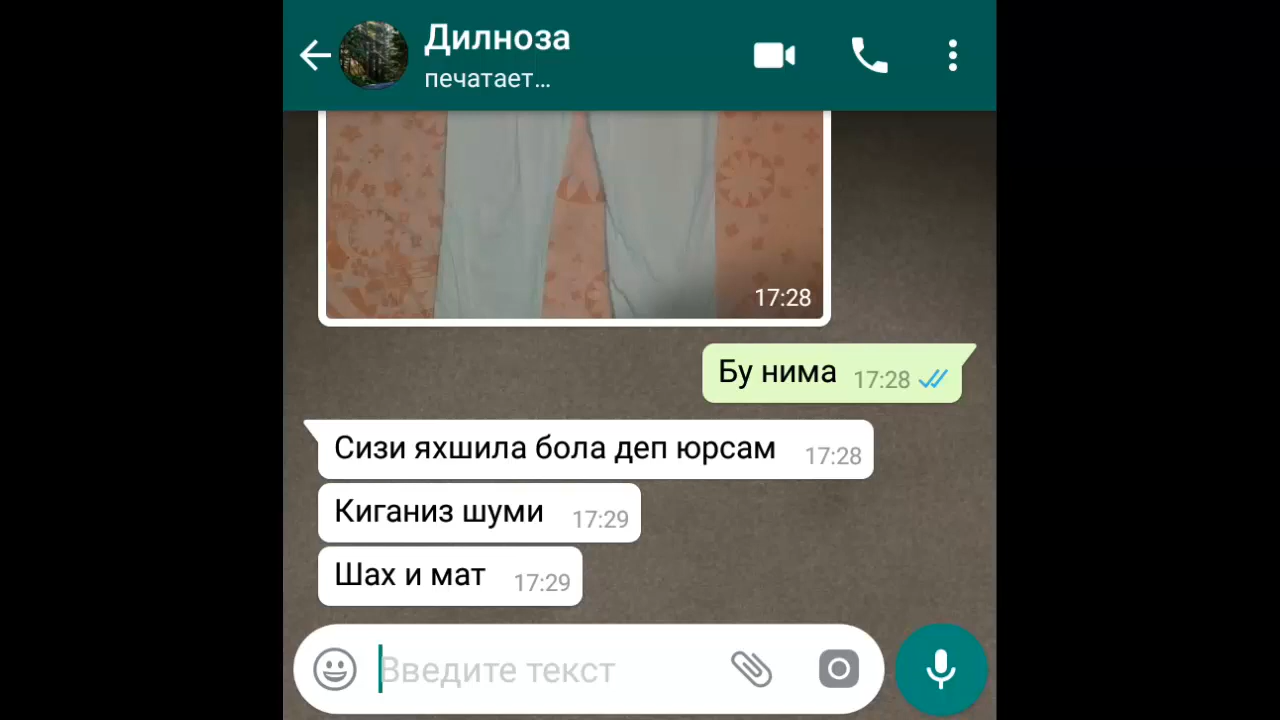 Дилноза
печатает...
17:28
Бу нима 17:28
Сизи яхшила бола деп юрсам 17:28
Киганиз шуми 17:29
Шах и мат 17:29
Введите текст